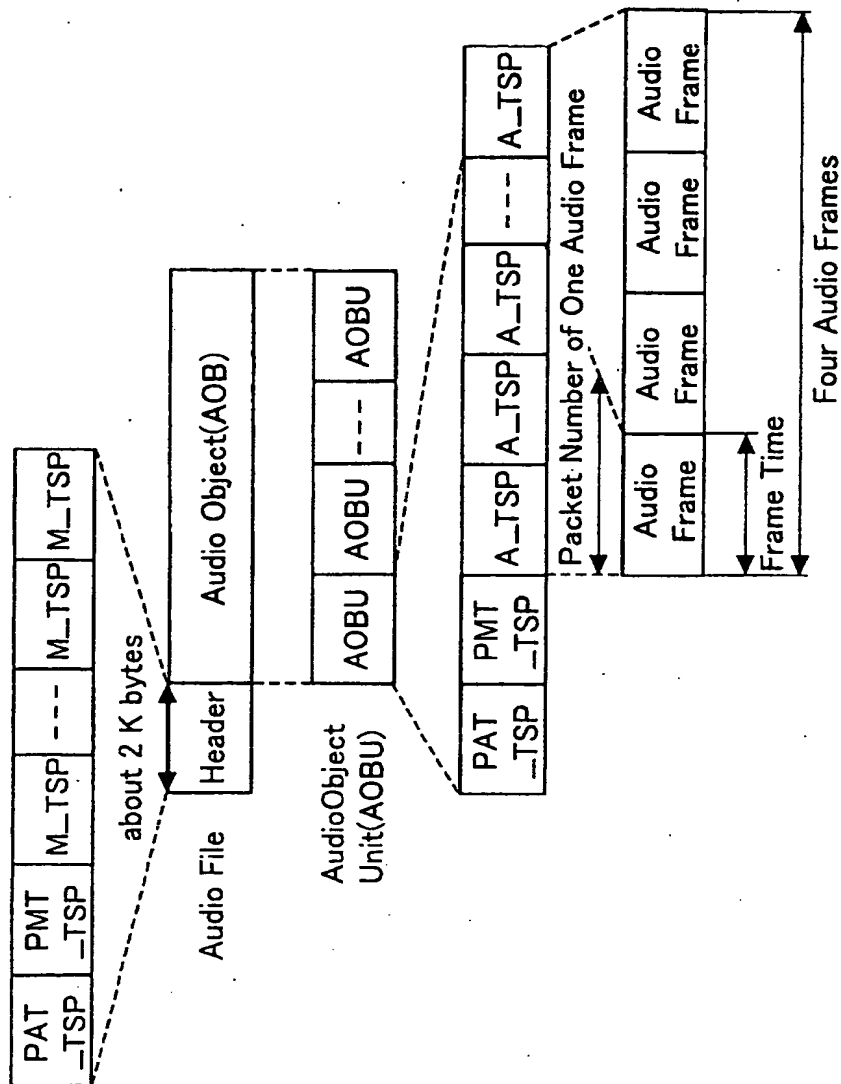 PAT
_TSP
PMT
_TSP
M_TSP
---
M_TSP
M_TSP
about 2 K bytes
Audio File
Header
Audio Object(AOB)
AudioObject
Unit(AOBU)
AOBU
AOBU
---
AOBU
PAT
_TSP
PMT
_TSP
A_TSP
A_TSP
A_TSP
---
A_TSP
Packet Number of One Audio Frame
Audio
Frame
Audio
Frame
Audio
Frame
Audio
Frame
Frame Time
Four Audio Frames